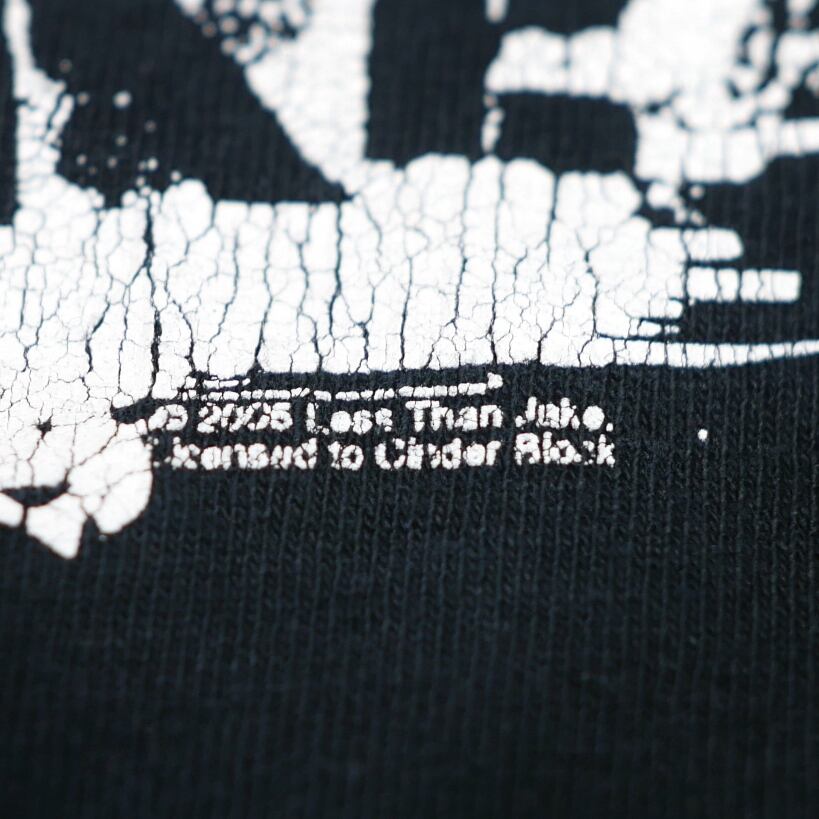 © 2005 Less Than Jake.
Licensed to Cinder Block